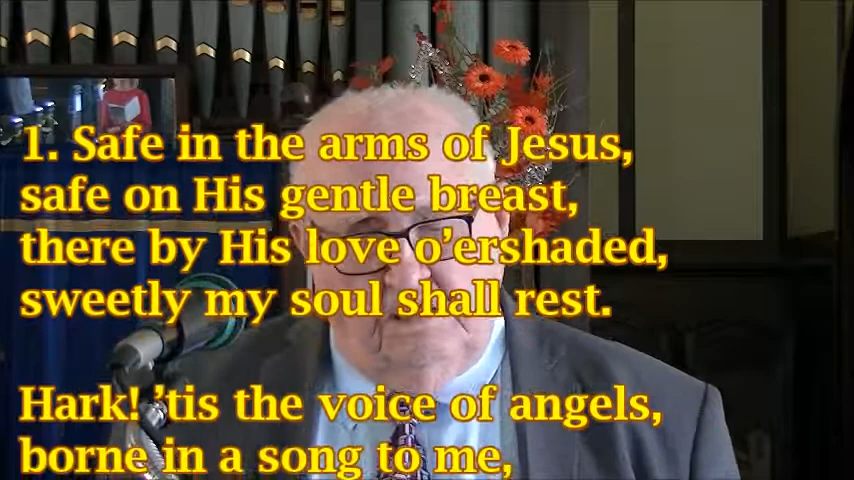 1. Safe in the arms of Jesus,
safe on His gentle breast,
there by His love o'ershaded,
sweetly my soul shall rest.
Hark! 'tis the voice of angels,
borne in a song to me,